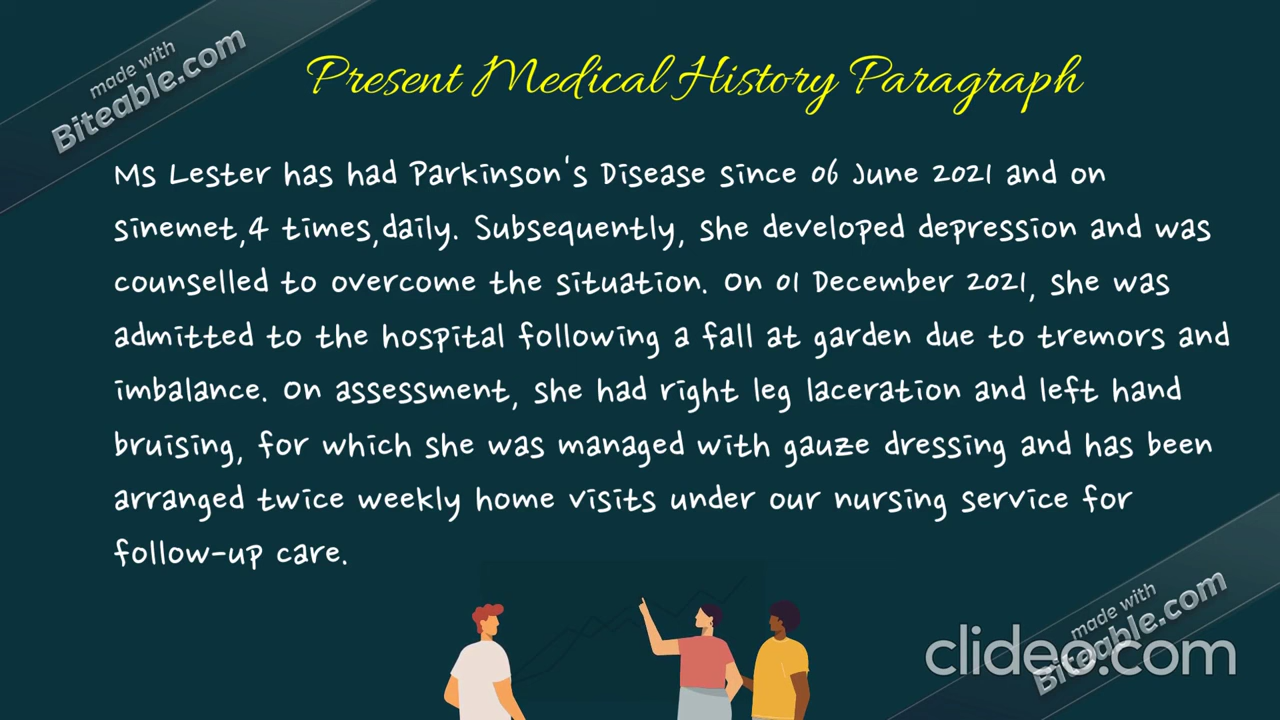 made with
Biteable.com
Present Medical History Paragraph
Ms Lester has had Parkinson's Disease since 06 June 2021 and on
sinemet,4 times,daily. Subsequently, she developed depression and was
counselled to overcome the situation. On 01 December 2021, she was
admitted to the hospital following a fall at garden due to tremors and
imbalance. On assessment, she had right leg laceration and left hand
bruising, for which she was managed with gauze dressing and has been
arranged twice weekly home visits under our nursing service for
follow-up care.
made with
Biteable.com
clideo.com